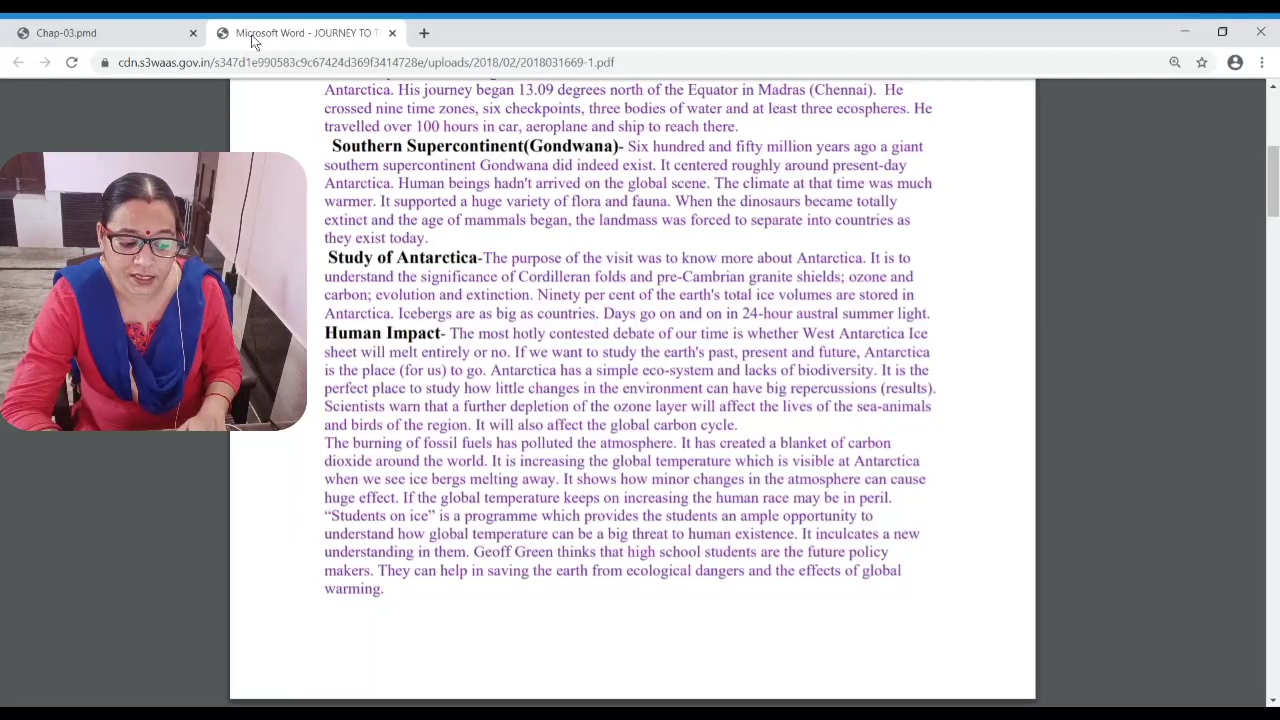 Chap-03.pmd
Microsoft Word - JOURNEY TO T
cdn.s3waas.gov.in/s347d1e990583c9c67424d369f3414728e/uploads/2018/02/2018031669-1.pdf
Antarctica. His journey began 13.09 degrees north of the Equator in Madras (Chennai). He
crossed nine time zones, six checkpoints, three bodies of water and at least three ecospheres. He
travelled over 100 hours in car, aeroplane and ship to reach there.
Southern Supercontinent(Gondwana)- Six hundred and fifty million years ago a giant
southern supercontinent Gondwana did indeed exist. It centered roughly around present-day
Antarctica. Human beings hadn't arrived on the global scene. The climate at that time was much
warmer. It supported a huge variety of flora and fauna. When the dinosaurs became totally
extinct and the age of mammals began, the landmass was forced to separate into countries as
they exist today.
Study of Antarctica-The purpose of the visit was to know more about Antarctica. It is to
understand the significance of Cordilleran folds and pre-Cambrian granite shields; ozone and
carbon; evolution and extinction. Ninety per cent of the earth's total ice volumes are stored in
Antarctica. Icebergs are as big as countries. Days go on and on in 24-hour austral summer light.
Human Impact- The most hotly contested debate of our time is whether West Antarctica Ice
sheet will melt entirely or no. If we want to study the earth's past, present and future, Antarctica
is the place (for us) to go. Antarctica has a simple eco-system and lacks of biodiversity. It is the
perfect place to study how little changes in the environment can have big repercussions (results).
Scientists warn that a further depletion of the ozone layer will affect the lives of the sea-animals
and birds of the region. It will also affect the global carbon cycle.
The burning of fossil fuels has polluted the atmosphere. It has created a blanket of carbon
dioxide around the world. It is increasing the global temperature which is visible at Antarctica
when we see ice bergs melting away. It shows how minor changes in the atmosphere can cause
huge effect. If the global temperature keeps on increasing the human race may be in peril.
“Students on ice” is a programme which provides the students an ample opportunity to
understand how global temperature can be a big threat to human existence. It inculcates a new
understanding in them. Geoff Green thinks that high school students are the future policy
makers. They can help in saving the earth from ecological dangers and the effects of global
warming.